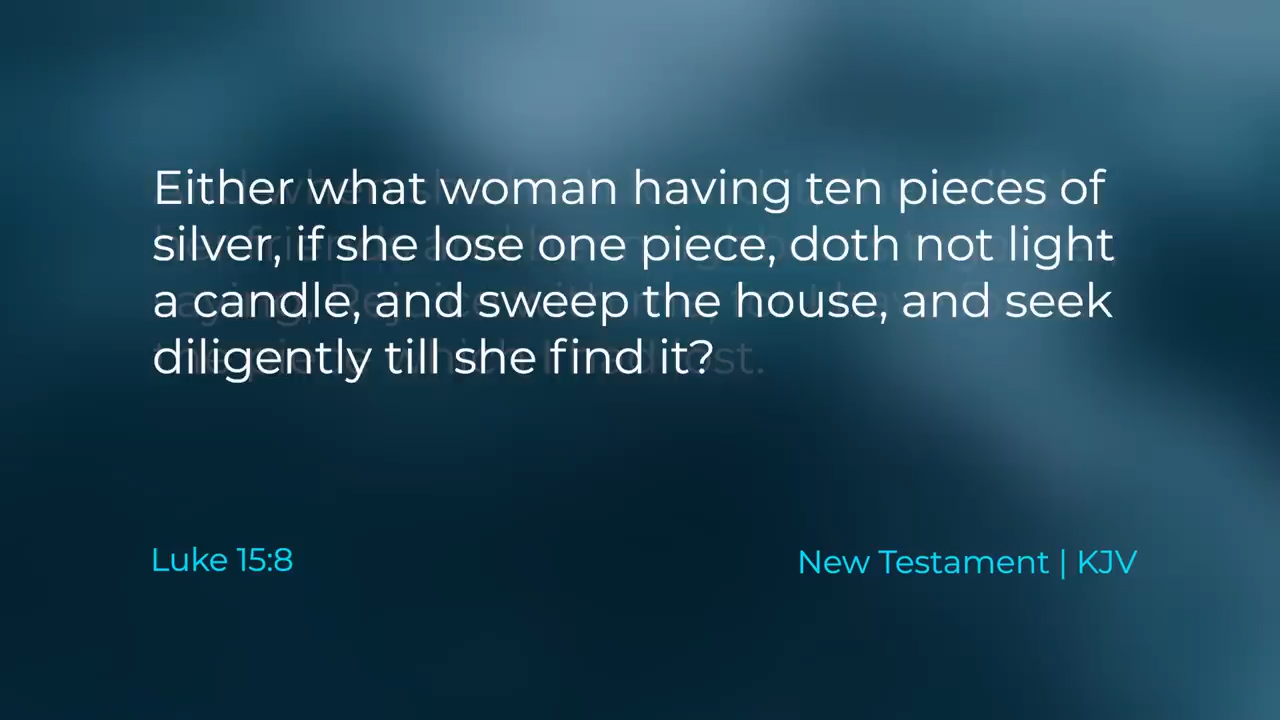 Either what woman having ten pieces of
silver, if she lose one piece, doth not light
a candle, and sweep the house, and seek
diligently till she find it?
Luke 15:8
New Testament | KJV